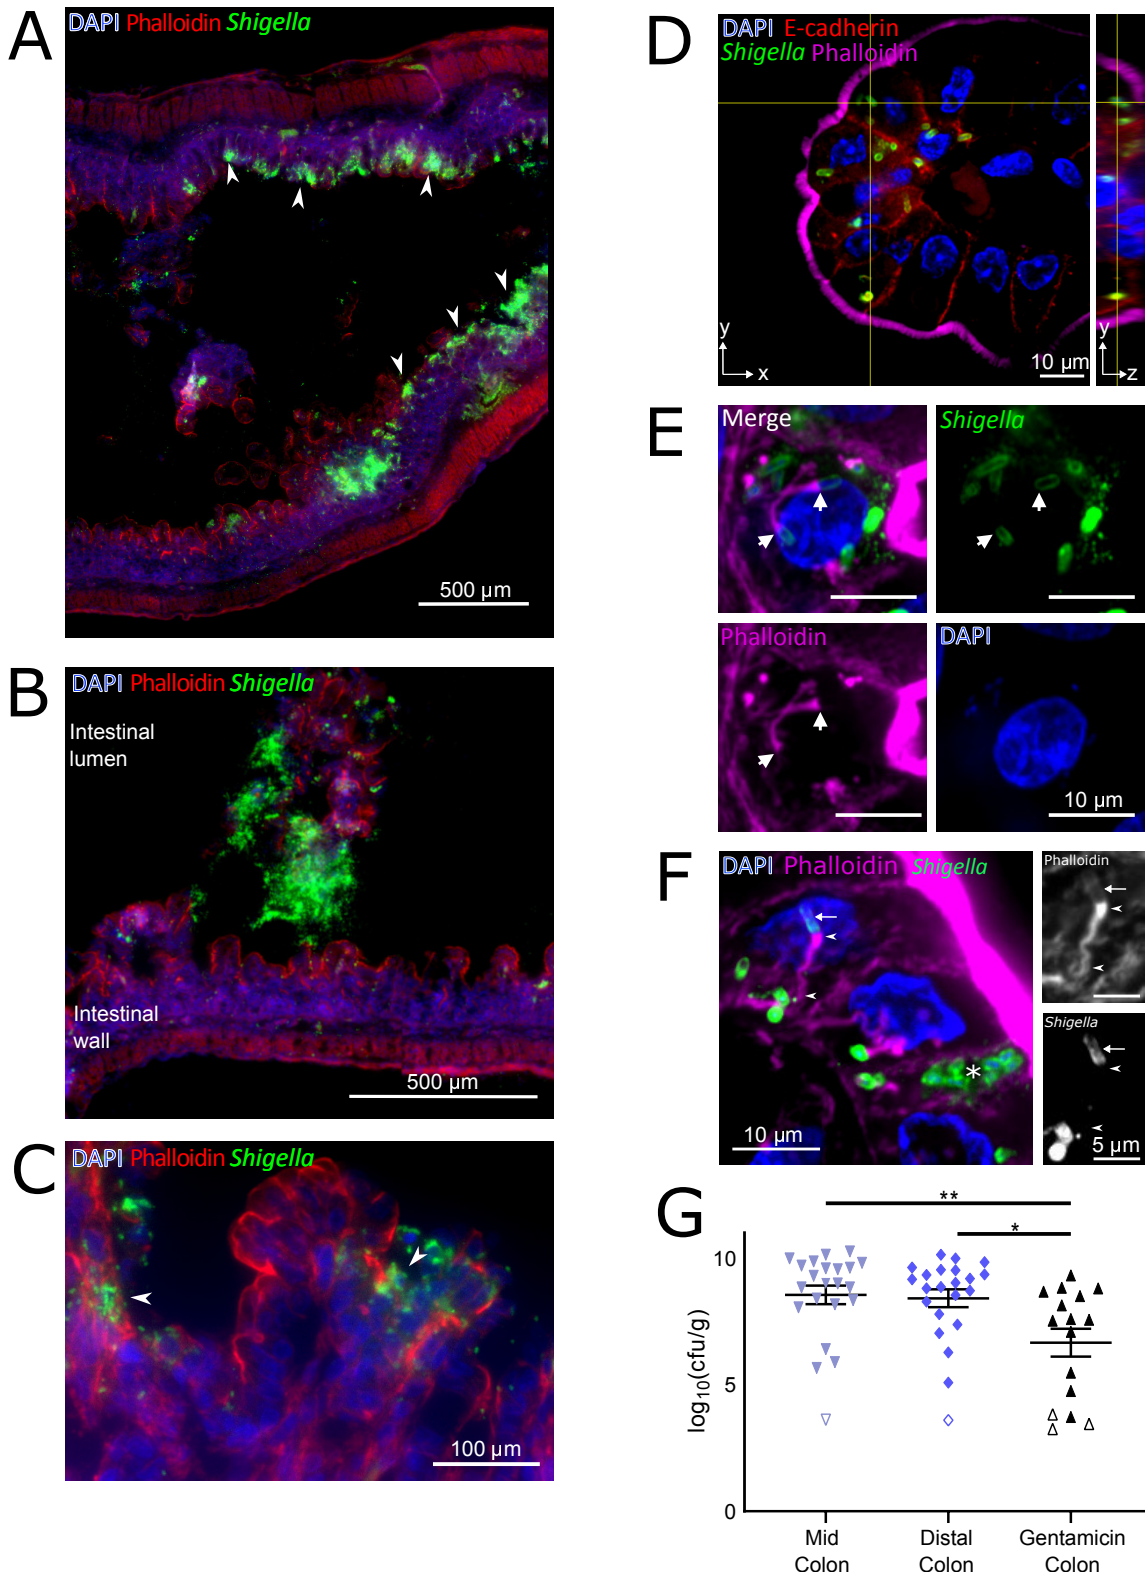 A
DAPI Phalloidin Shigella
500 µm
B
DAPI Phalloidin Shigella
Intestinal
lumen
Intestinal
wall
500 µm
C
DAPI Phalloidin Shigella
100 µm
D
DAPI E-cadherin
Shigella Phalloidin
y
x
10 µm
y
z
E
Merge
Shigella
Phalloidin
DAPI
10 µm
F
DAPI Phalloidin Shigella
*
10 µm
Phalloidin
Shigella
5 µm
G
**
*
log10(cfu/g)
10
5
0
Mid
Colon
Distal
Colon
Gentamicin
Colon